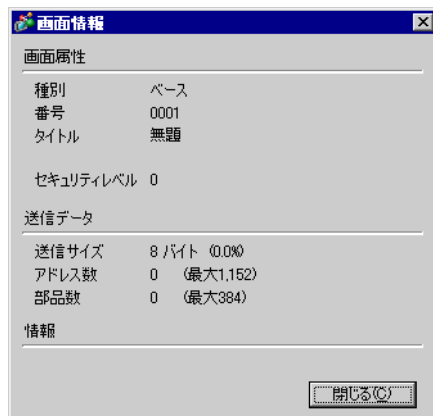 画面情報
画面属性
種別 ベース
番号 0001
タイトル 無題
セキュリティレベル 0
送信データ
送信サイズ 8 バイト (0.0%)
アドレス数 0 (最大1,152)
部品数 0 (最大384)
情報
閉じる(C)